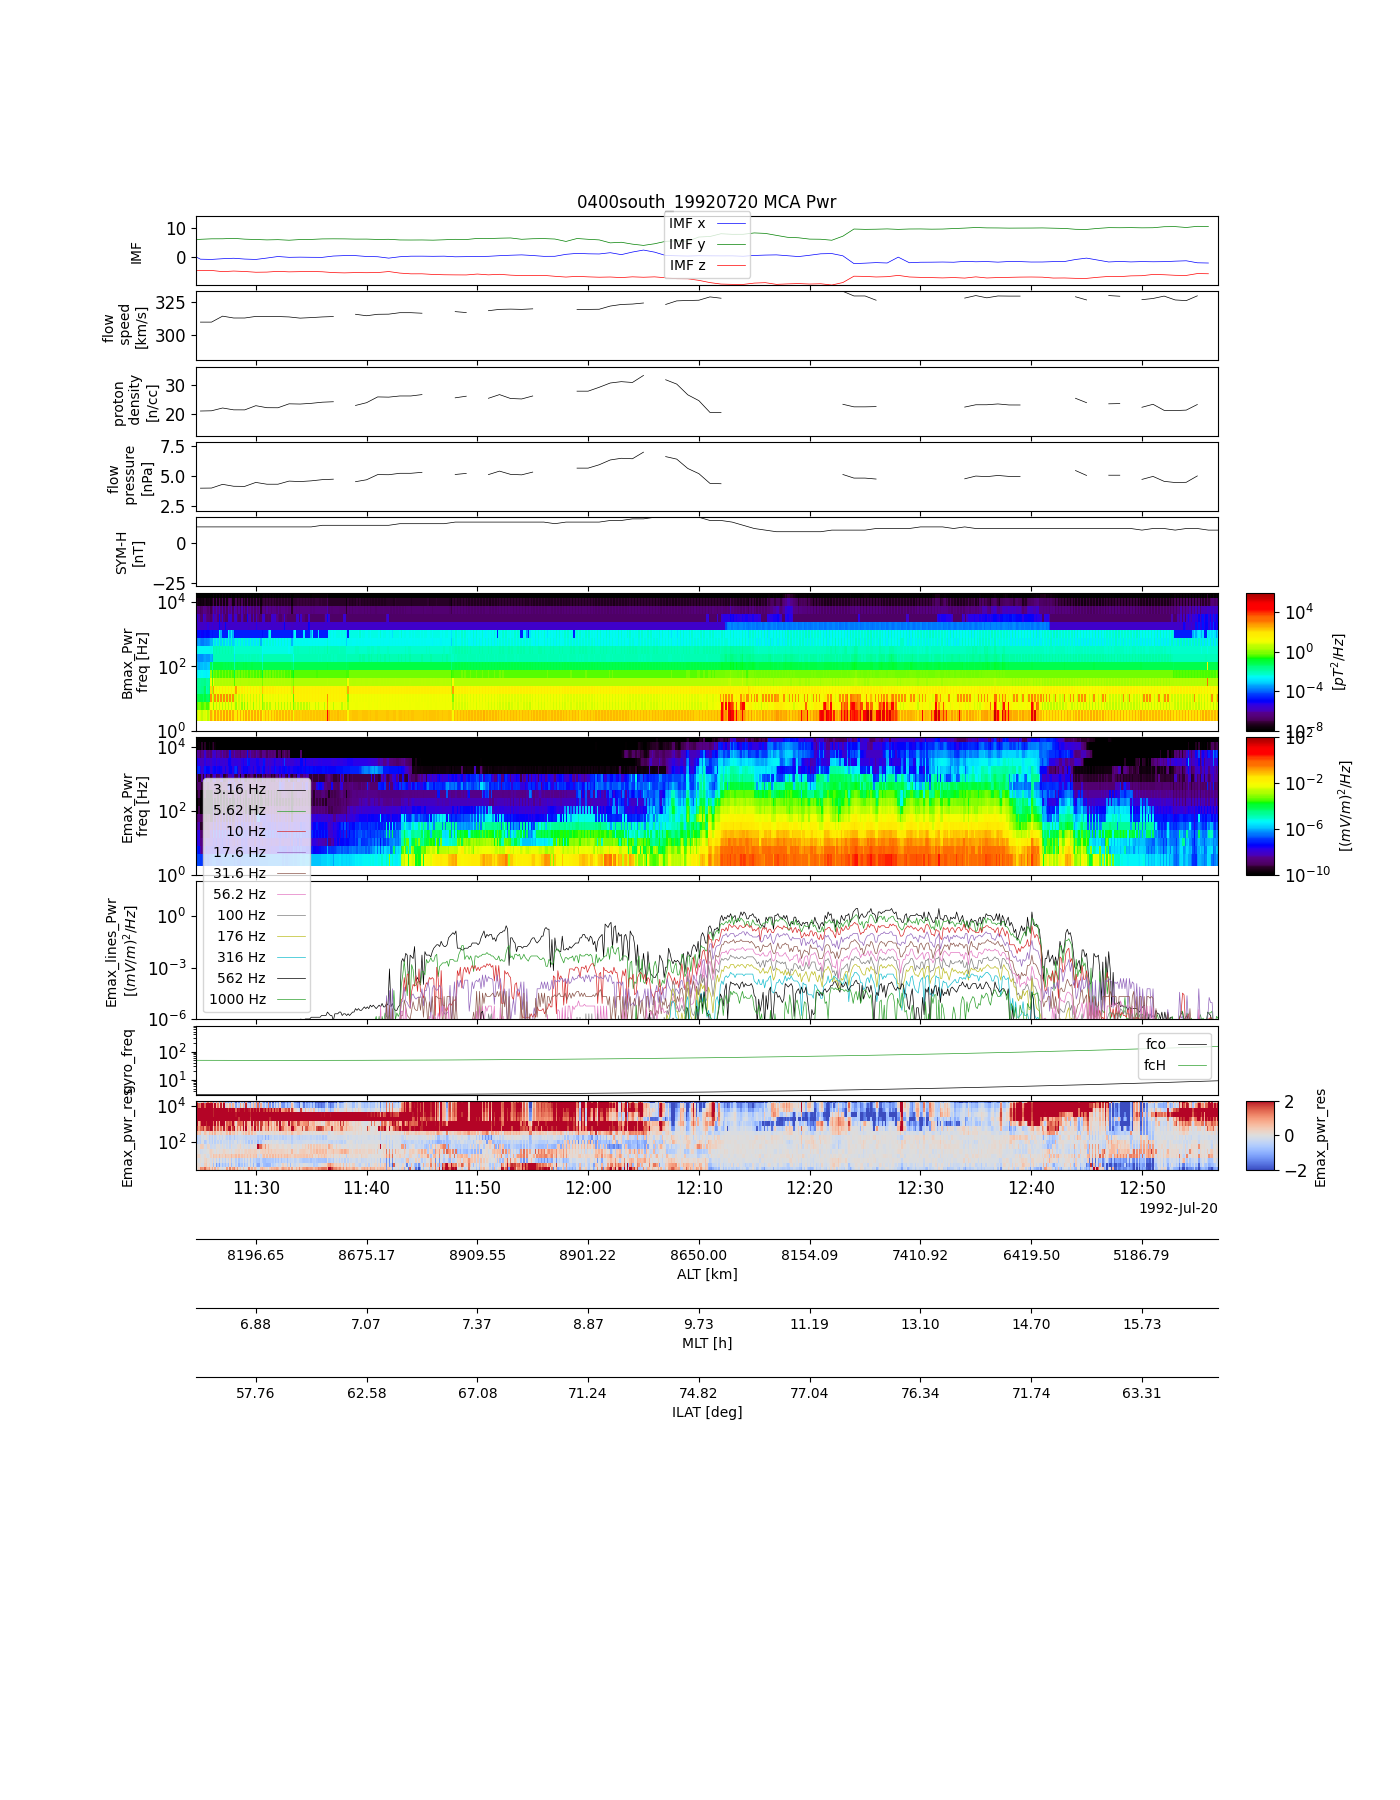 0400south_19920720 MCA Pwr
IMF
10
0
IMF x
IMF y
IMF z
flow
speed
[km/s]
325
300
proton
density
[n/cc]
30
20
flow
pressure
[nPa]
7.5
5.0
2.5
SYM-H
[nT]
0
−25
Bmax_Pwr
freq [Hz]
10^4
10^2
10^0
10^4
10^0
10^−4
10^−8
[pT^2/Hz]
Emax_Pwr
freq [Hz]
10^4
10^2
10^0
10^2
10^−2
10^−6
10^−10
[(mV/m)^2/Hz]
3.16 Hz
5.62 Hz
10 Hz
17.6 Hz
31.6 Hz
56.2 Hz
100 Hz
176 Hz
316 Hz
562 Hz
1000 Hz
Emax_lines_Pwr
[(mV/m)^2/Hz]
10^0
10^−3
10^−6
gyro_freq
10^2
10^1
fco
fcH
Emax_pwr_res
10^4
10^2
2
0
−2
Emax_pwr_res
11:30 11:40 11:50 12:00 12:10 12:20 12:30 12:40 12:50
1992-Jul-20
8196.65 8675.17 8909.55 8901.22 8650.00 8154.09 7410.92 6419.50 5186.79
ALT [km]
6.88 7.07 7.37 8.87 9.73 11.19 13.10 14.70 15.73
MLT [h]
57.76 62.58 67.08 71.24 74.82 77.04 76.34 71.74 63.31
ILAT [deg]